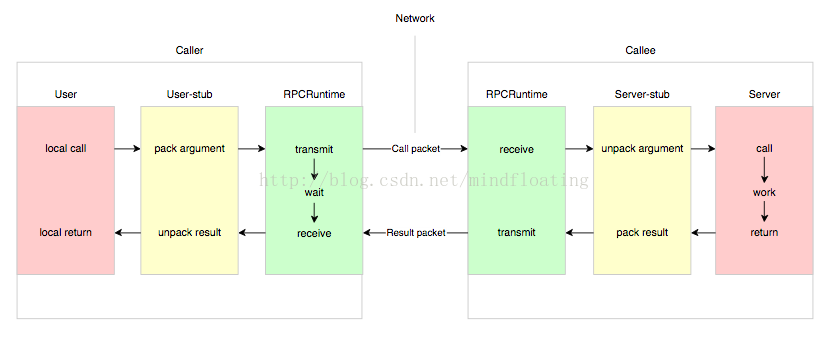 Network
Caller
Callee
User
User-stub
RPCRuntime
RPCRuntime
Server-stub
Server
local call
pack argument
transmit
Call packet
receive
unpack argument
call
http://blog.csdn.net/mindfloating
wait
work
local return
unpack result
receive
Result packet
transmit
pack result
return